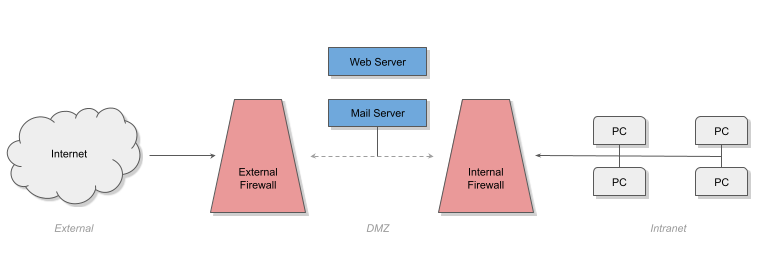 Web Server
Mail Server
Internet
External
Firewall
Internal
Firewall
PC
PC
PC
PC
External
DMZ
Intranet